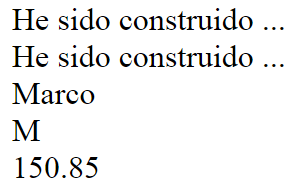 He sido construido ...
He sido construido ...
Marco
M
150.85